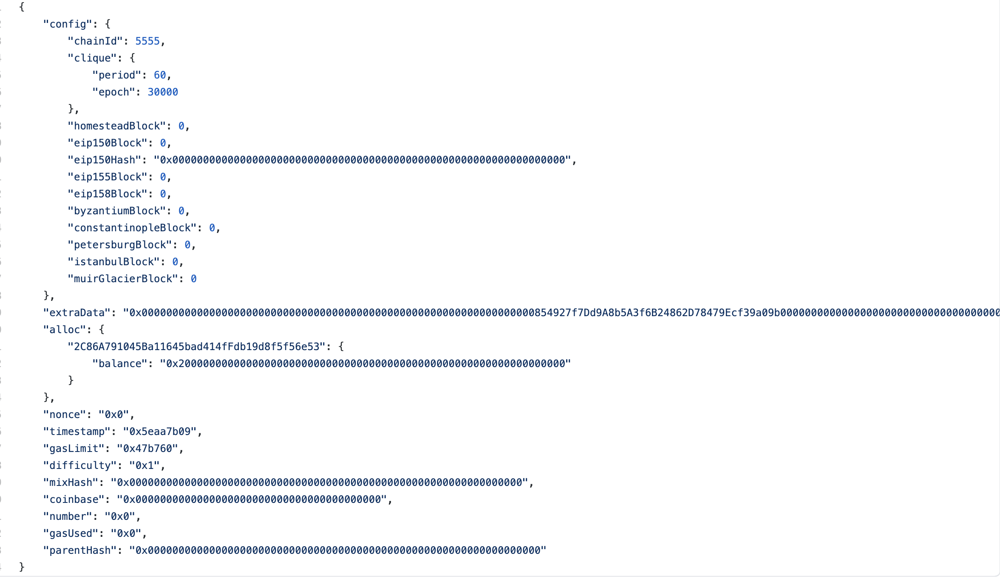 {
"config": {
"chainId": 5555,
"clique": {
"period": 60,
"epoch": 30000
},
"homesteadBlock": 0,
"eip150Block": 0,
"eip150Hash": "0x0000000000000000000000000000000000000000000000000000000000000000",
"eip155Block": 0,
"eip158Block": 0,
"byzantiumBlock": 0,
"constantinopleBlock": 0,
"petersburgBlock": 0,
"istanbulBlock": 0,
"muirGlacierBlock": 0
},
"extraData": "0x0000000000000000000000000000000000000000000000000000000000000000854927f7Dd9A8b5A3f6B24862D78479Ecf39a09b000000000000000000000000000000000000
"alloc": {
"2C86A791045Ba11645bad414fFdb19d8f5f56e53": {
"balance": "0x200000000000000000000000000000000000000000000000000000000000000"
}
},
"nonce": "0x0",
"timestamp": "0x5eaa7b09",
"gasLimit": "0x47b760",
"difficulty": "0x1",
"mixHash": "0x0000000000000000000000000000000000000000000000000000000000000000",
"coinbase": "0x0000000000000000000000000000000000000000",
"number": "0x0",
"gasUsed": "0x0",
"parentHash": "0x0000000000000000000000000000000000000000000000000000000000000000"
}